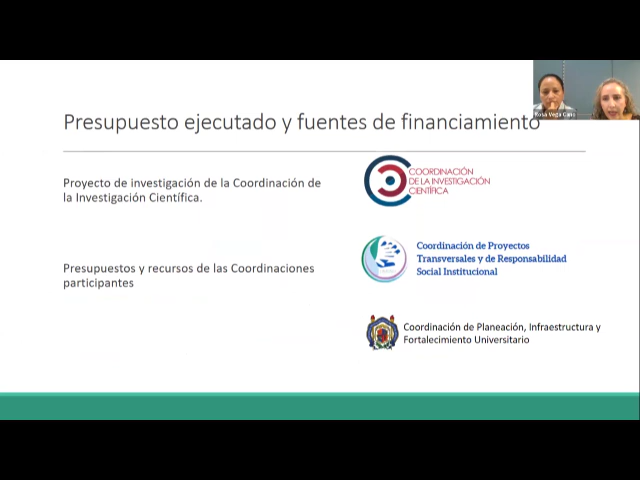 Rosa Vega Cano
Presupuesto ejecutado y fuentes de financiamiento
Proyecto de investigación de la Coordinación de
la Investigación Científica.
COORDINACIÓN
DE LA INVESTIGACIÓN
CIENTÍFICA
Presupuestos y recursos de las Coordinaciones
participantes
Coordinación de Proyectos
Transversales y de Responsabilidad
Social Institucional
Coordinación de Planeación, Infraestructura y
Fortalecimiento Universitario